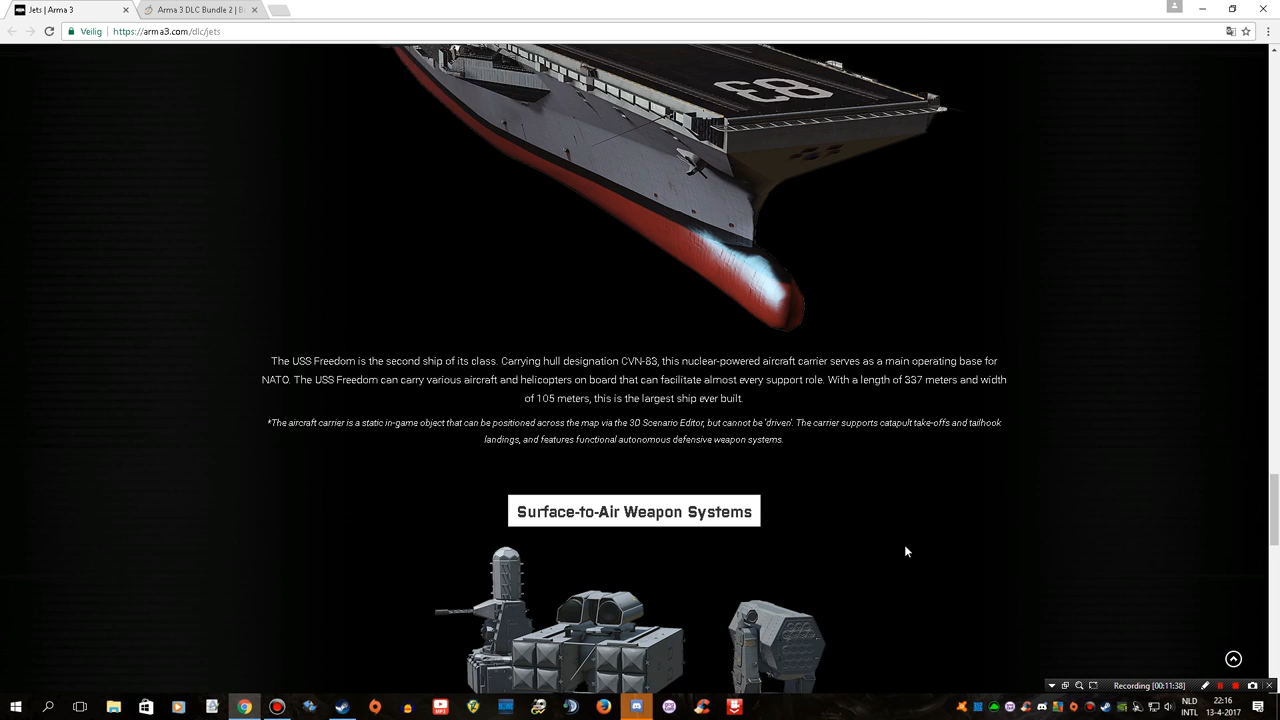 Jets | Arma 3
Arma 3 DLC Bundle 2 | B
Veilig
https://arma3.com/dlc/jets
83
The USS Freedom is the second ship of its class. Carrying hull designation CVN-83, this nuclear-powered aircraft carrier serves as a main operating base for
NATO. The USS Freedom can carry various aircraft and helicopters on board that can facilitate almost every support role. With a length of 337 meters and width
of 105 meters, this is the largest ship ever built.
*The aircraft carrier is a static in-game object that can be positioned across the map via the 3D Scenario Editor, but cannot be 'driven'. The carrier supports catapult take-offs and tailhook
landings, and features functional autonomous defensive weapon systems.
Surface-to-Air Weapon Systems
Recording [00:11:38]
MP3
NLD
INTL
22:16
13-4-2017